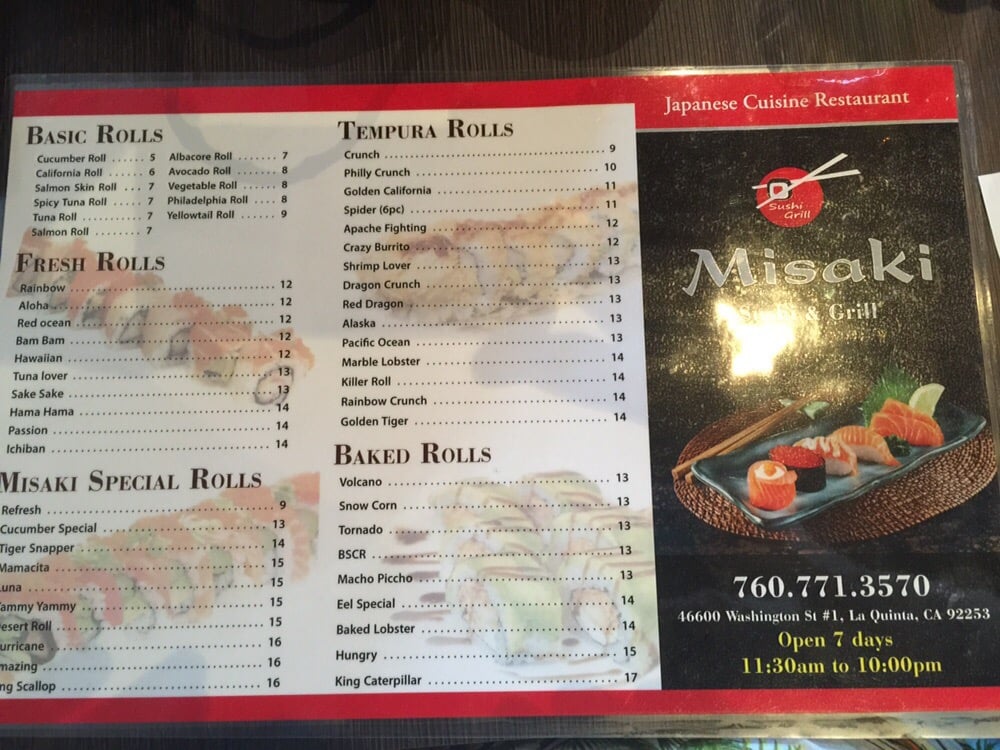 BASIC ROLLS
Cucumber Roll ...... 5
California Roll ....... 6
Salmon Skin Roll ... 7
Spicy Tuna Roll ..... 7
Tuna Roll ........... 7
Salmon Roll ......... 7
Albacore Roll ....... 7
Avocado Roll ....... 8
Vegetable Roll ...... 8
Philadelphia Roll .... 8
Yellowtail Roll ...... 9
FRESH ROLLS
Rainbow ... 12
Aloha ... 12
Red ocean ... 12
Bam Bam ... 12
Hawaiian ... 12
Tuna lover ... 13
Sake Sake ... 13
Hama Hama ... 14
Passion ... 14
Ichiban ... 14
MISAKI SPECIAL ROLLS
Refresh ... 9
Cucumber Special ... 13
Tiger Snapper ... 14
Mamacita ... 15
Luna ... 15
Yammy Yammy ... 15
Desert Roll ... 15
urricane ... 16
mazing ... 16
ng Scallop ... 16
TEMPURA ROLLS
Crunch ... 9
Philly Crunch ... 10
Golden California ... 11
Spider (6pc) ... 11
Apache Fighting ... 12
Crazy Burrito ... 12
Shrimp Lover ... 13
Dragon Crunch ... 13
Red Dragon ... 13
Alaska ... 13
Pacific Ocean ... 13
Marble Lobster ... 14
Killer Roll ... 14
Rainbow Crunch ... 14
Golden Tiger ... 14
BAKED ROLLS
Volcano ... 13
Snow Corn ... 13
Tornado ... 13
BSCR ... 13
Macho Piccho ... 13
Eel Special ... 14
Baked Lobster ... 14
Hungry ... 15
King Caterpillar ... 17
Japanese Cuisine Restaurant
Sushi
Grill
Misaki
Sushi & Grill
760.771.3570
46600 Washington St #1, La Quinta, CA 92253
Open 7 days
11:30am to 10:00pm